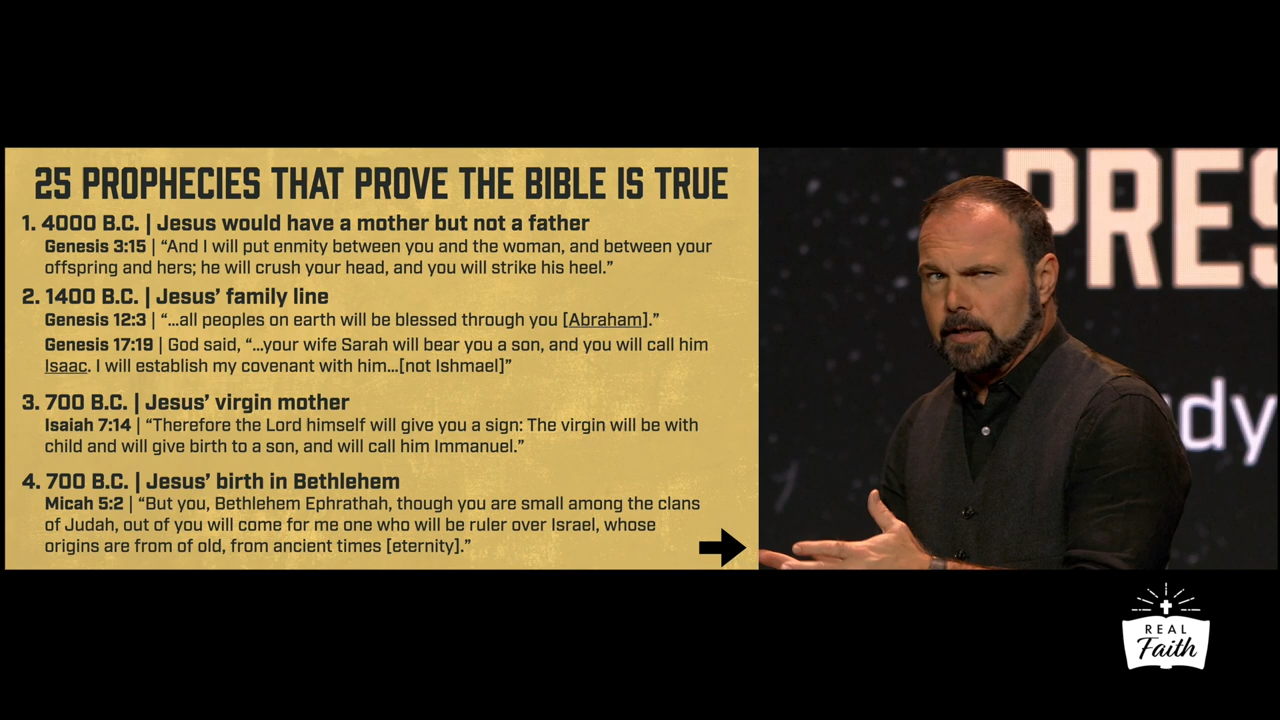 25 PROPHECIES THAT PROVE THE BIBLE IS TRUE
1. 4000 B.C. | Jesus would have a mother but not a father
Genesis 3:15 | “And I will put enmity between you and the woman, and between your
offspring and hers; he will crush your head, and you will strike his heel.”
2. 1400 B.C. | Jesus’ family line
Genesis 12:3 | “...all peoples on earth will be blessed through you [Abraham].”
Genesis 17:19 | God said, “...your wife Sarah will bear you a son, and you will call him
Isaac. I will establish my covenant with him...[not Ishmael]”
3. 700 B.C. | Jesus’ virgin mother
Isaiah 7:14 | “Therefore the Lord himself will give you a sign: The virgin will be with
child and will give birth to a son, and will call him Immanuel.”
4. 700 B.C. | Jesus’ birth in Bethlehem
Micah 5:2 | “But you, Bethlehem Ephrathah, though you are small among the clans
of Judah, out of you will come for me one who will be ruler over Israel, whose
origins are from of old, from ancient times [eternity].”
PRES
udy
REAL
Faith